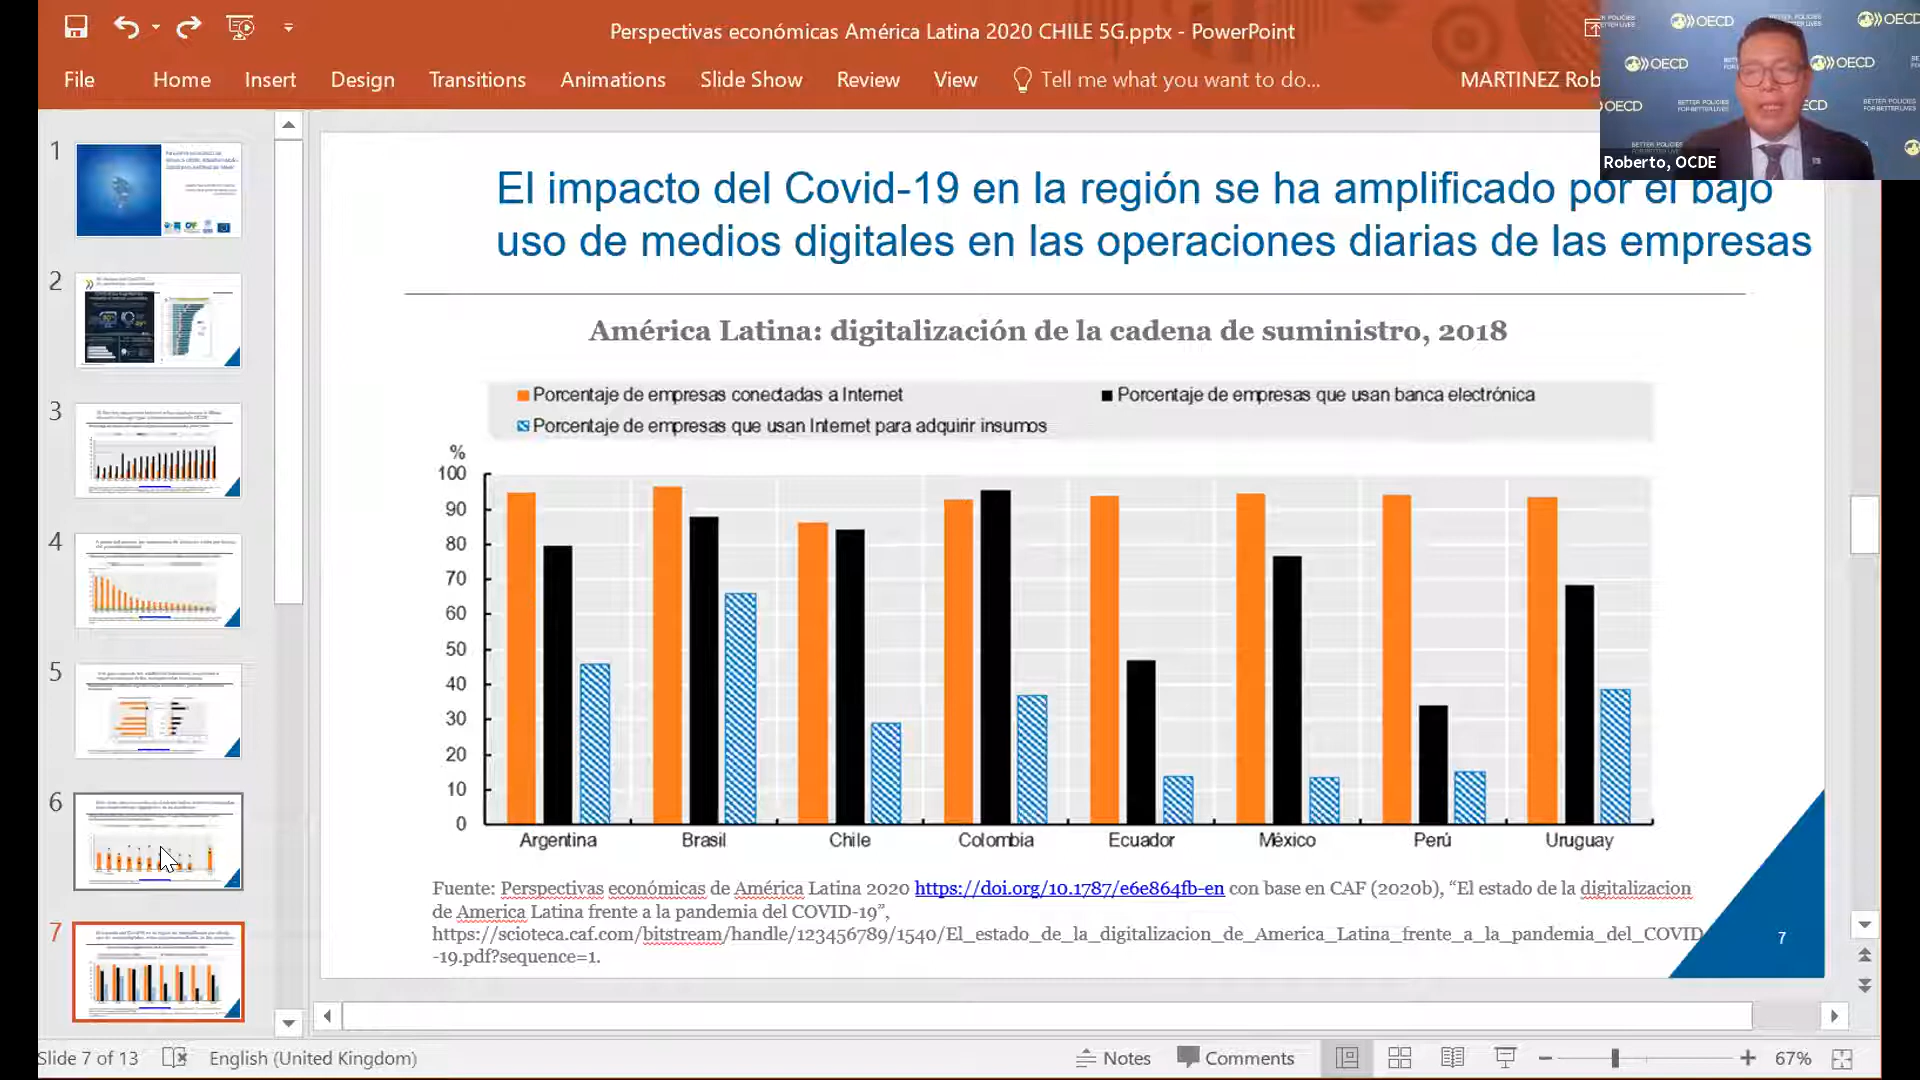 Perspectivas económicas América Latina 2020 CHILE 5G.pptx - PowerPoint
File Home Insert Design Transitions Animations Slide Show Review View Tell me what you want to do... MARTINEZ Rob
OECD
BETTER POLICIES
FOR BETTER LIVES
Roberto, OCDE
1
2
3
4
5
6
7
El impacto del Covid-19 en la región se ha amplificado por el bajo
uso de medios digitales en las operaciones diarias de las empresas
América Latina: digitalización de la cadena de suministro, 2018
Porcentaje de empresas conectadas a Internet
Porcentaje de empresas que usan banca electrónica
Porcentaje de empresas que usan Internet para adquirir insumos
%
100
90
80
70
60
50
40
30
20
10
0
Argentina Brasil Chile Colombia Ecuador México Perú Uruguay
Fuente: Perspectivas económicas de América Latina 2020 https://doi.org/10.1787/e6e864fb-en con base en CAF (2020b), “El estado de la digitalizacion
de America Latina frente a la pandemia del COVID-19”,
https://scioteca.caf.com/bitstream/handle/123456789/1540/El_estado_de_la_digitalizacion_de_America_Latina_frente_a_la_pandemia_del_COVID
-19.pdf?sequence=1.
7
Slide 7 of 13 English (United Kingdom) Notes Comments 67%